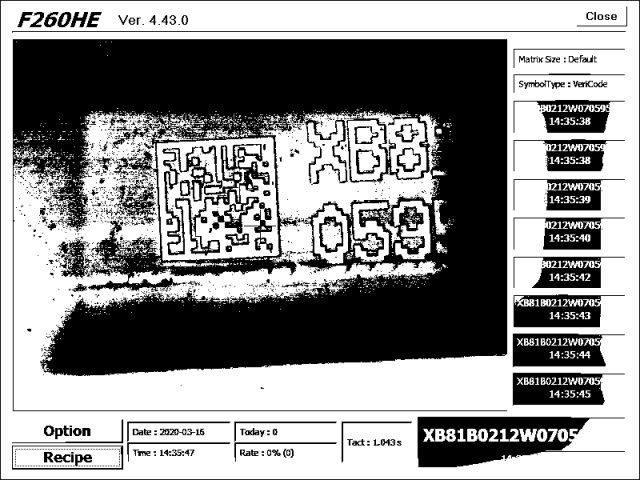 F260HE Ver. 4.43.0
Close
Matrix Size : Default
SymbolType : VeriCode
B0212W070595
14:35:38
0212W07059
14:35:38
0212W07059
14:35:39
0212W0705
14:35:40
B0212W0705
14:35:42
XB81B0212W0705
14:35:43
XB81B0212W0705
14:35:44
XB81B0212W0705
14:35:45
XB8
059
Option
Recipe
Date : 2020-03-16
Time : 14:35:47
Today : 0
Rate : 0% (0)
Tact : 1.043 s
XB81B0212W0705